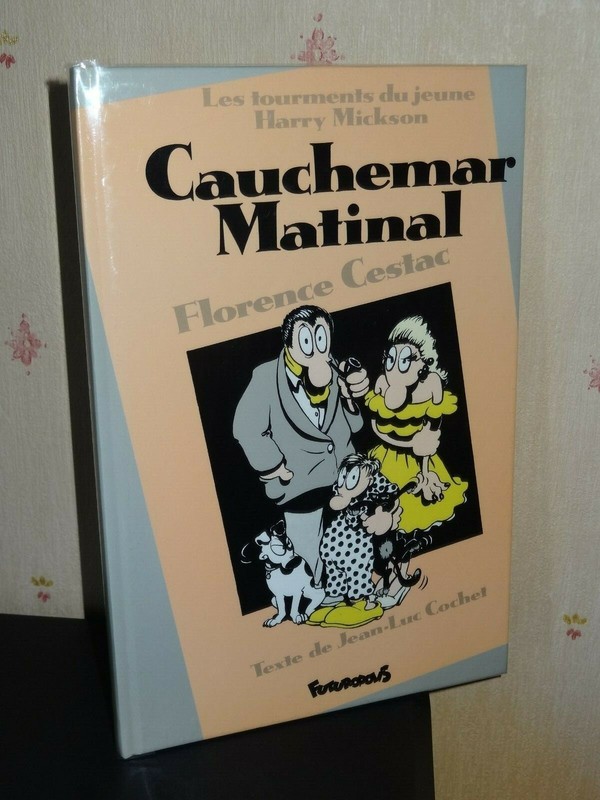 Les tourments du jeune
Harry Mickson
Cauchemar
Matinal
Florence Cestac
Texte de Jean-Luc Cochet
FUTUROPOLIS